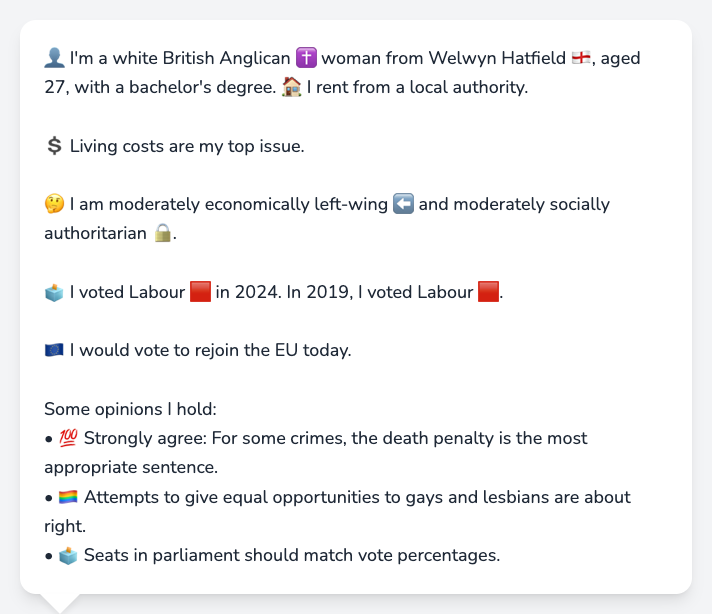 👤 I'm a white British Anglican ✝️ woman from Welwyn Hatfield 🏴󠁧󠁢󠁥󠁮󠁧󠁿, aged
27, with a bachelor's degree. 🏠 I rent from a local authority.
💲 Living costs are my top issue.
🤔 I am moderately economically left-wing ⬅️ and moderately socially
authoritarian 🔒.
🗳️ I voted Labour 🟥 in 2024. In 2019, I voted Labour 🟥.
🇪🇺 I would vote to rejoin the EU today.
Some opinions I hold:
• 💯 Strongly agree: For some crimes, the death penalty is the most
appropriate sentence.
• 🏳️‍🌈 Attempts to give equal opportunities to gays and lesbians are about
right.
• 🗳️ Seats in parliament should match vote percentages.